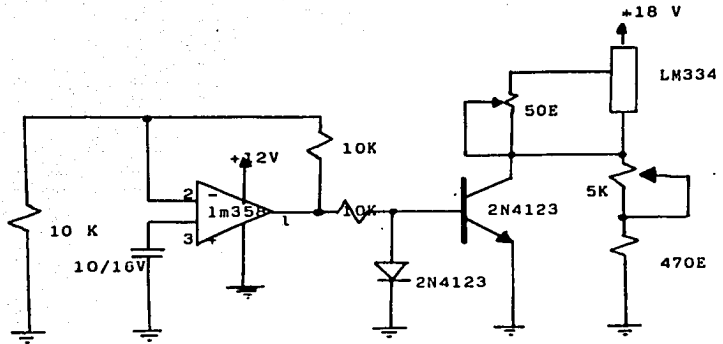 +18 V
LM334
50E
10K
+12V
5K
2
-
1m358
1
10K
2N4123
10 K
3
+
10/16V
2N4123
470E